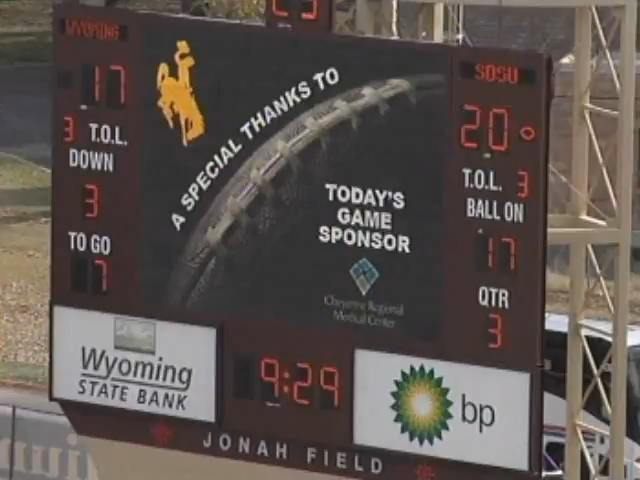 WYOMING
SDSU
17
20
3 T.O.L.
T.O.L. 3
DOWN
3
BALL ON
17
TO GO
7
QTR
3
A SPECIAL THANKS TO
TODAY'S
GAME
SPONSOR
Cheyenne Regional
Medical Center
Wyoming
STATE BANK
9:29
bp
JONAH FIELD